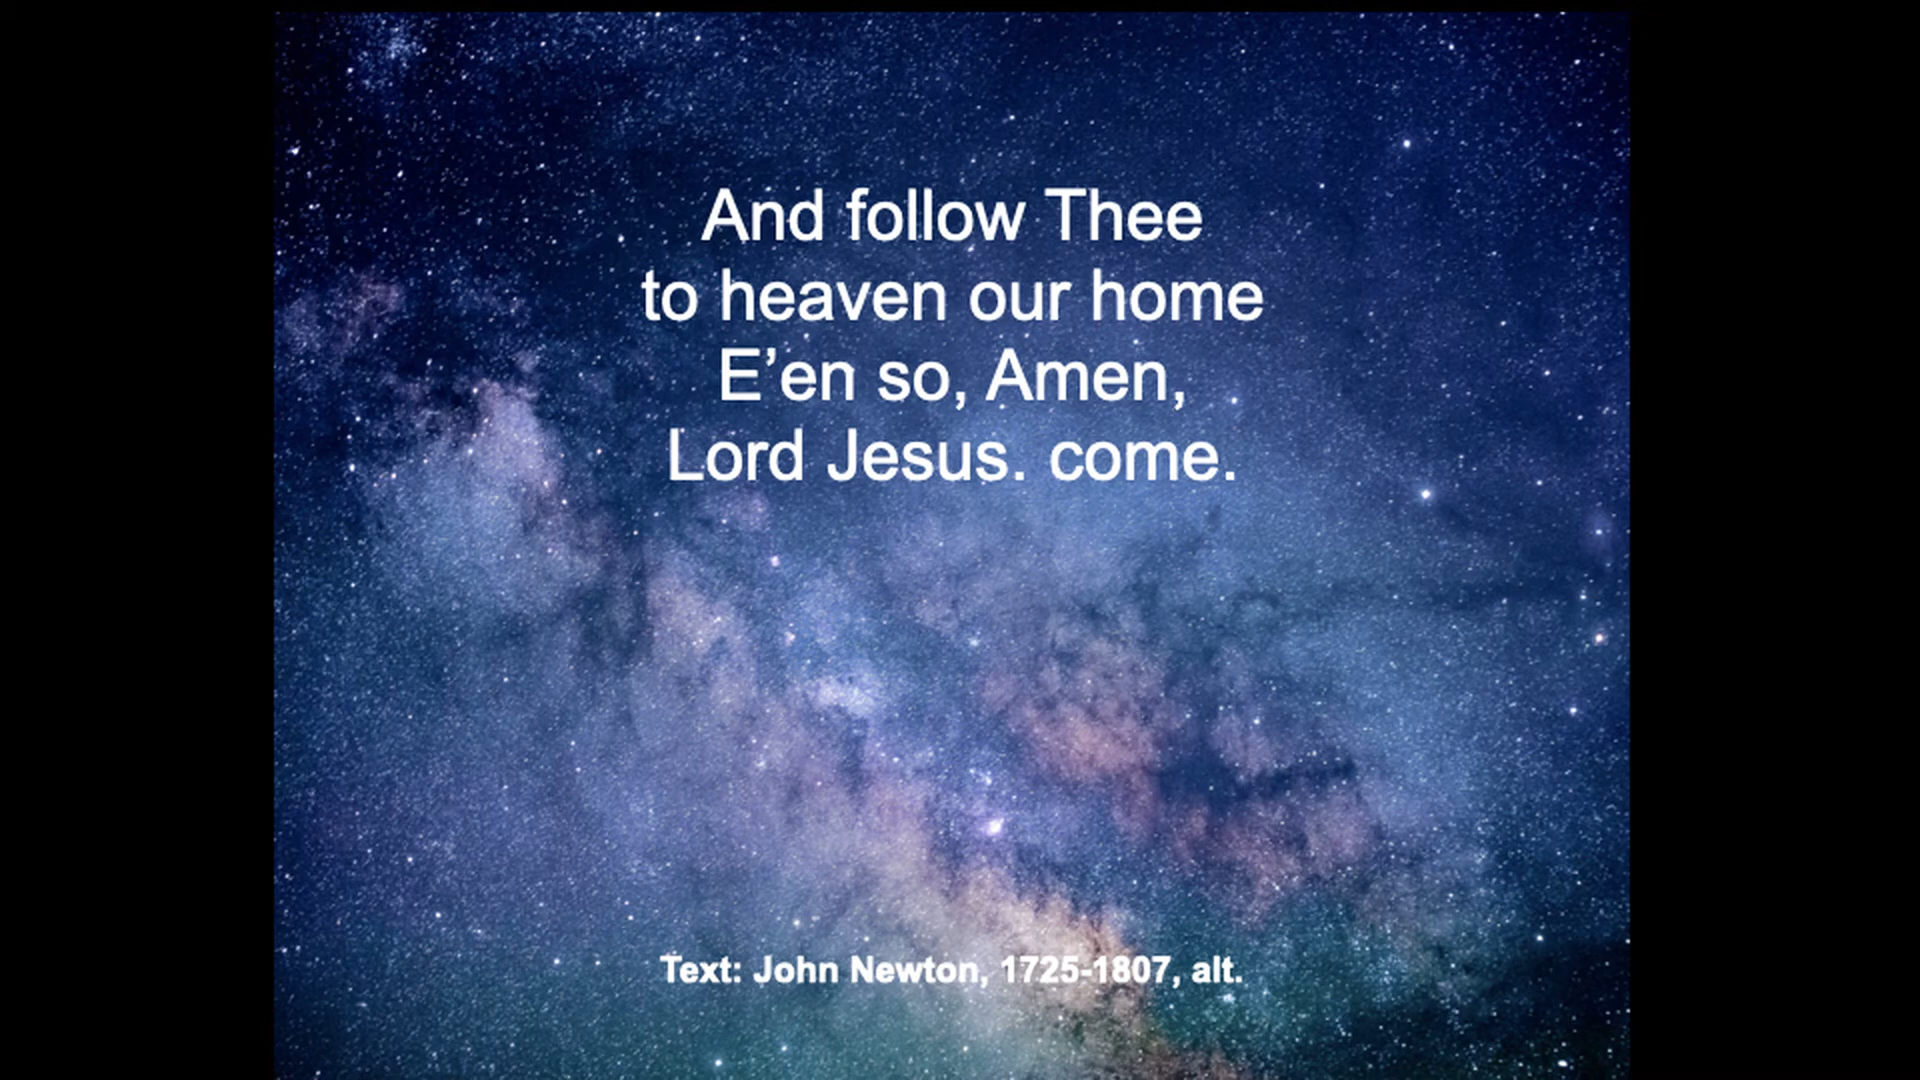 And follow Thee
to heaven our home
E’en so, Amen,
Lord Jesus. come.
Text: John Newton, 1725-1807, alt.